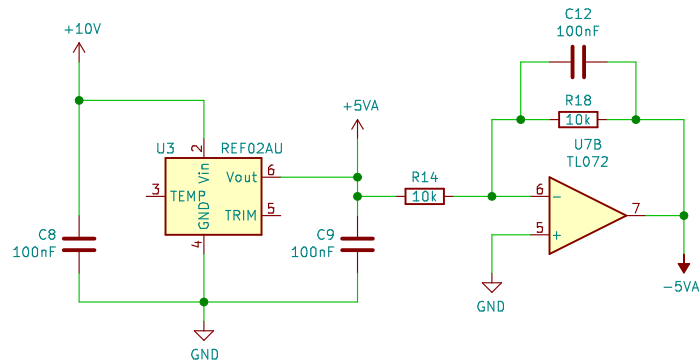 C12
100nF
+10V
R18
10k
+5VA
U7B
TL072
U3
REF02AU
2
Vin
6
Vout
R14
10k
3
TEMP
GND
TRIM
5
4
6
−
7
5
+
C8
100nF
C9
100nF
-5VA
GND
GND